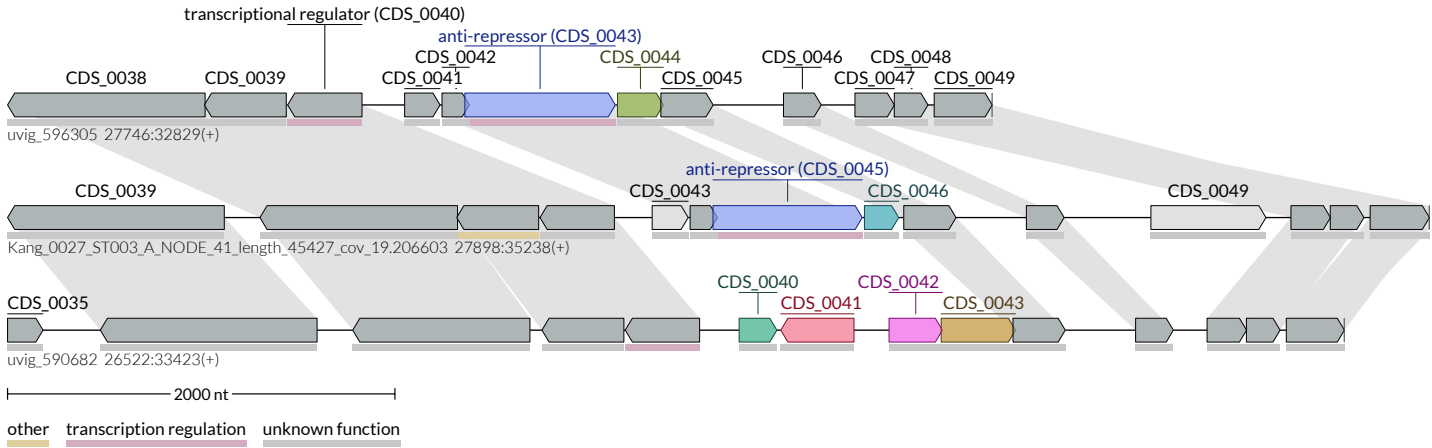 transcriptional regulator (CDS_0040)
anti-repressor (CDS_0043)
CDS_0042 CDS_0044 CDS_0046 CDS_0048
CDS_0038 CDS_0039 CDS_0041 CDS_0045 CDS_0047 CDS_0049
uvig_596305 27746:32829(+)
anti-repressor (CDS_0045)
CDS_0039 CDS_0043 CDS_0046 CDS_0049
Kang_0027_ST003_A_NODE_41_length_45427_cov_19.206603 27898:35238(+)
CDS_0040 CDS_0042
CDS_0035 CDS_0041 CDS_0043
uvig_590682 26522:33423(+)
2000 nt
other transcription regulation unknown function